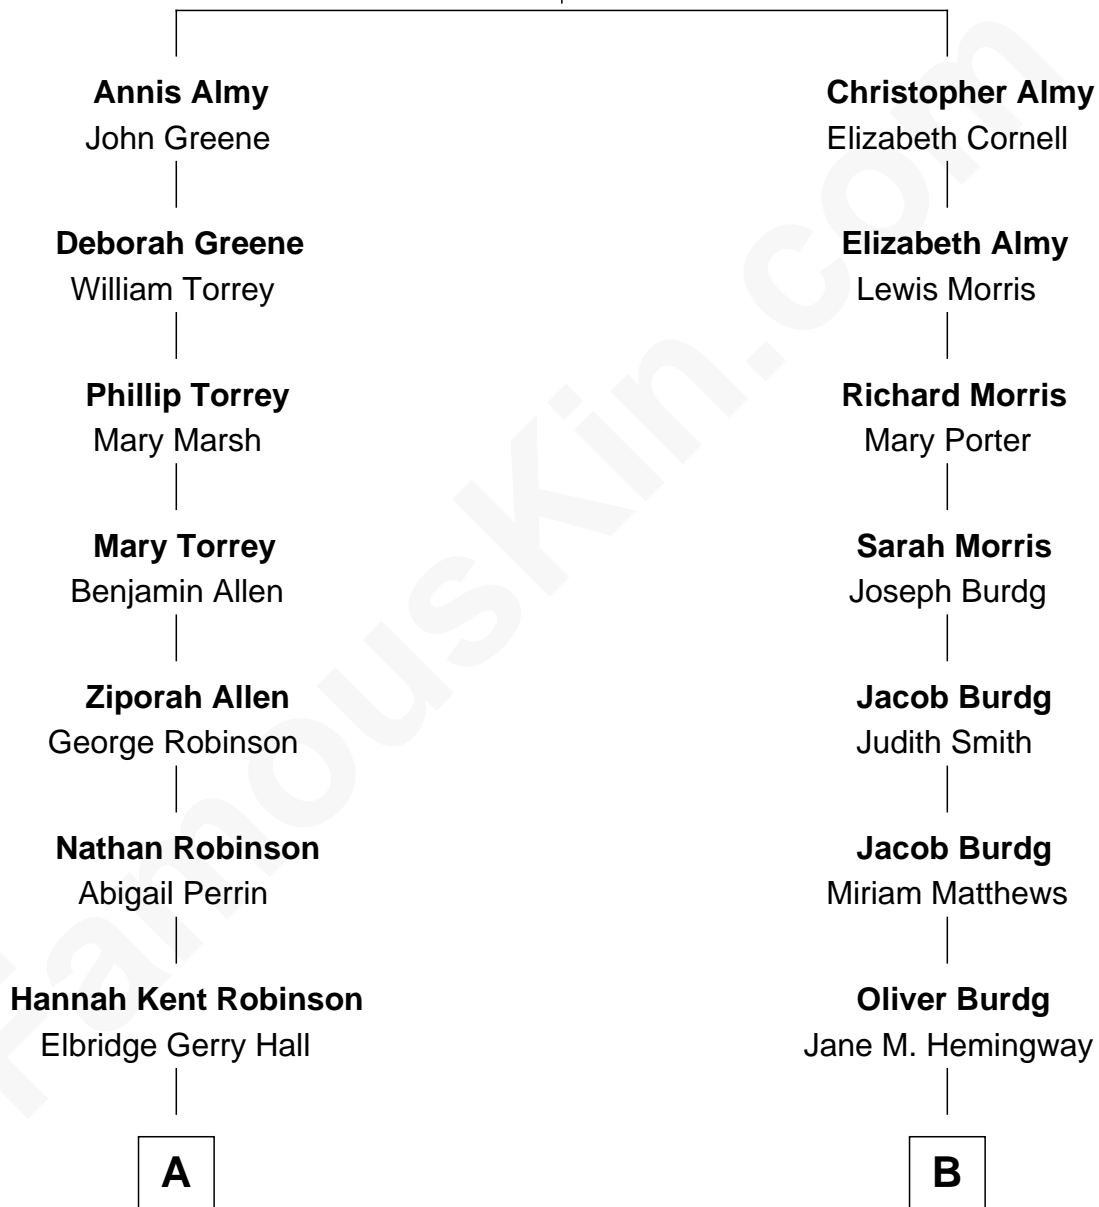 Annis Almy
John Greene
Christopher Almy
Elizabeth Cornell
Deborah Greene
William Torrey
Elizabeth Almy
Lewis Morris
Phillip Torrey
Mary Marsh
Richard Morris
Mary Porter
Mary Torrey
Benjamin Allen
Sarah Morris
Joseph Burdg
Ziporah Allen
George Robinson
Jacob Burdg
Judith Smith
Nathan Robinson
Abigail Perrin
Jacob Burdg
Miriam Matthews
Hannah Kent Robinson
Elbridge Gerry Hall
Oliver Burdg
Jane M. Hemingway
A
B
FamousKin.com